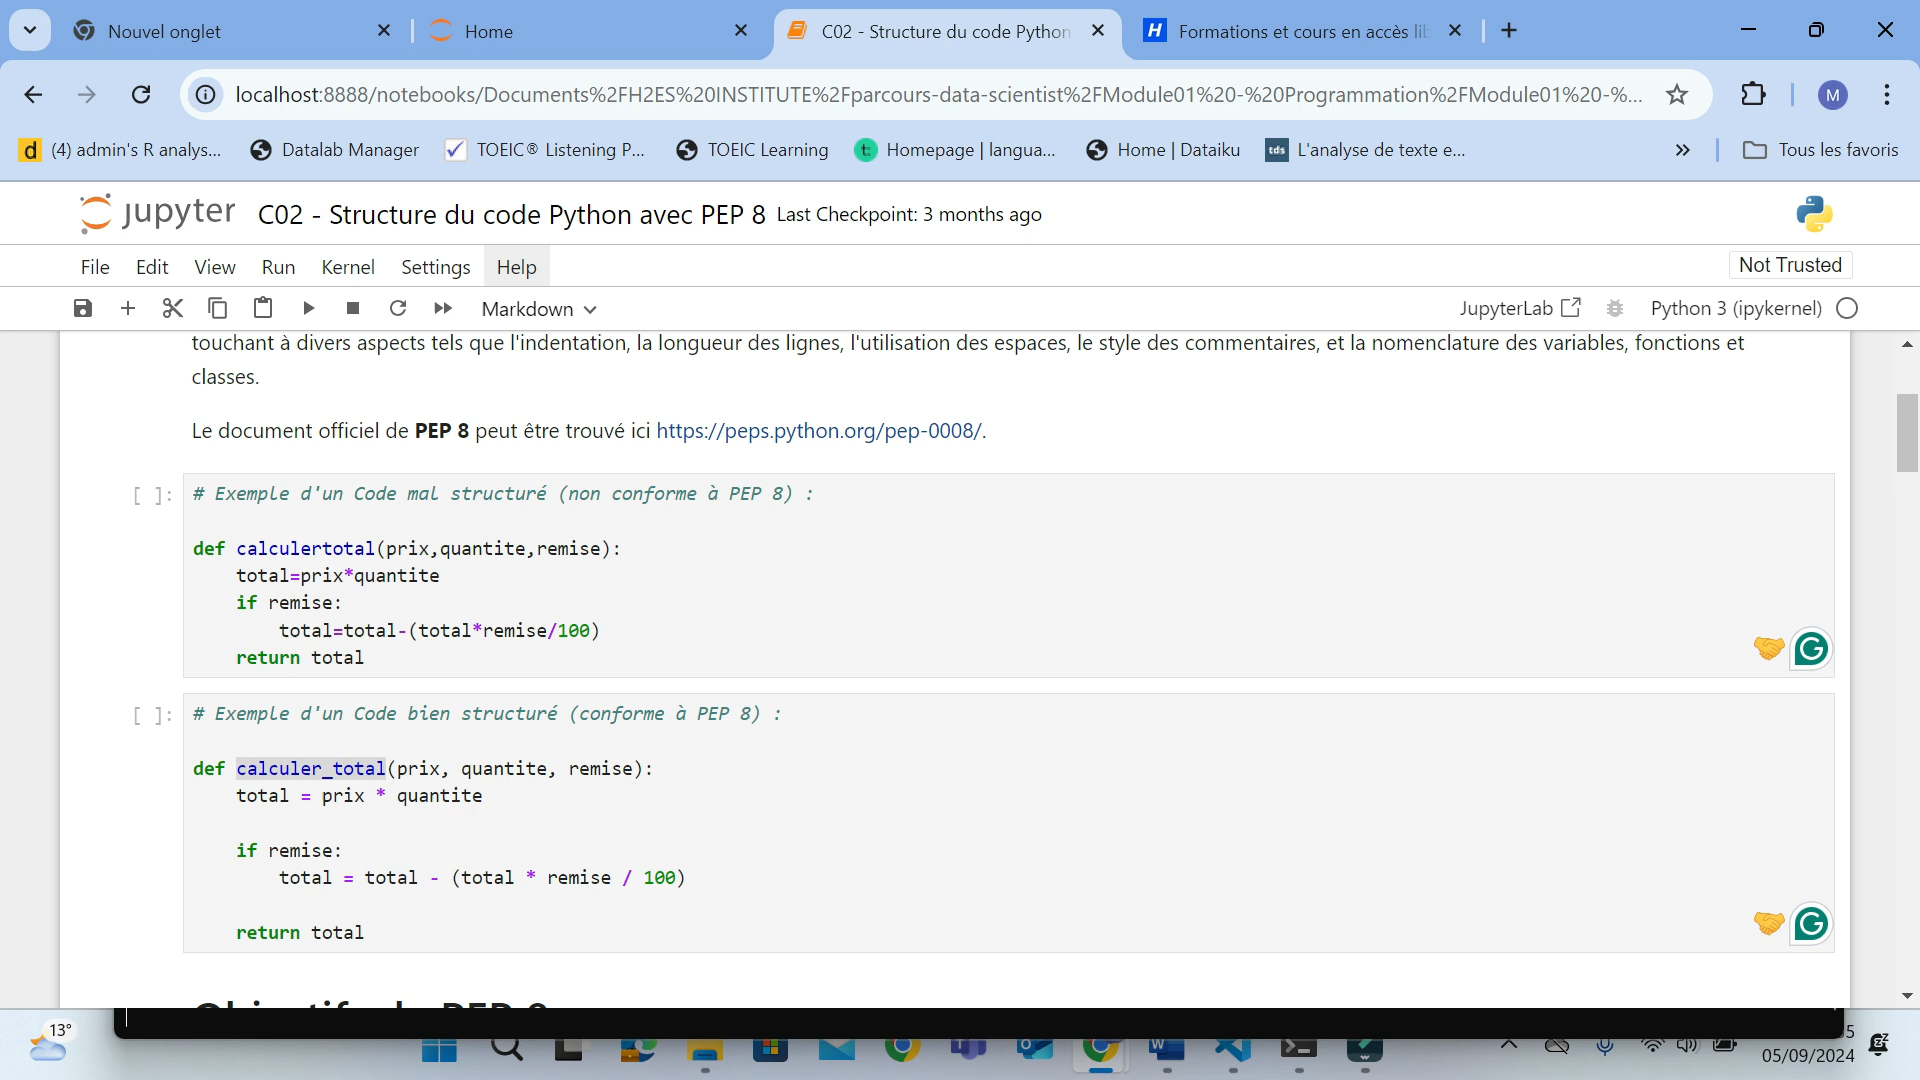 Nouvel onglet
Home
C02 - Structure du code Python
Formations et cours en accès lib
localhost:8888/notebooks/Documents%2FH2ES%20INSTITUTE%2Fparcours-data-scientist%2FModule01%20-%20Programmation%2FModule01%20-%...
M
(4) admin's R analys...
Datalab Manager
TOEIC® Listening P...
TOEIC Learning
Homepage | langua...
Home | Dataiku
L'analyse de texte e...
Tous les favoris
jupyter C02 - Structure du code Python avec PEP 8 Last Checkpoint: 3 months ago
File Edit View Run Kernel Settings Help
Not Trusted
Markdown
JupyterLab
Python 3 (ipykernel)
touchant à divers aspects tels que l'indentation, la longueur des lignes, l'utilisation des espaces, le style des commentaires, et la nomenclature des variables, fonctions et
classes.
Le document officiel de PEP 8 peut être trouvé ici https://peps.python.org/pep-0008/.
[ ]: # Exemple d'un Code mal structuré (non conforme à PEP 8) :
def calculertotal(prix,quantite,remise):
total=prix*quantite
if remise:
total=total-(total*remise/100)
return total
[ ]: # Exemple d'un Code bien structuré (conforme à PEP 8) :
def calculer_total(prix, quantite, remise):
total = prix * quantite
if remise:
total = total - (total * remise / 100)
return total
13°
05/09/2024